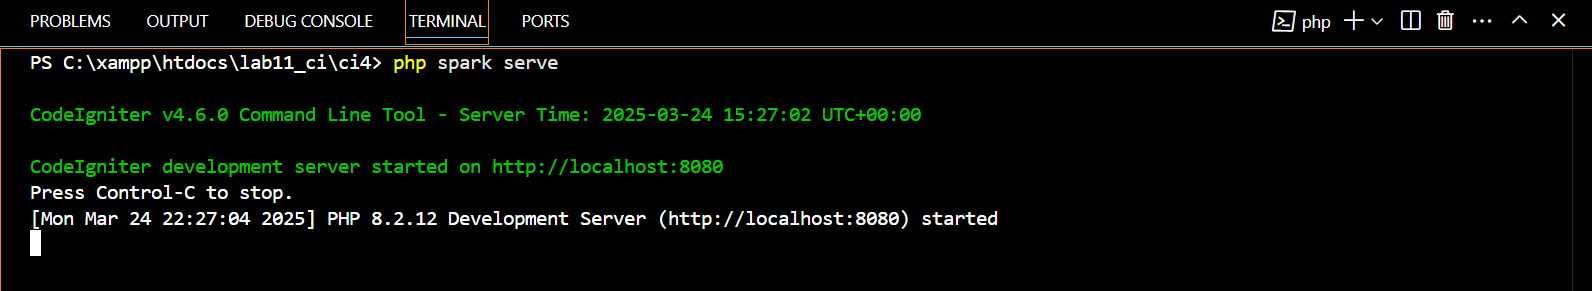 PROBLEMS OUTPUT DEBUG CONSOLE TERMINAL PORTS php
PS C:\xampp\htdocs\lab11_ci\ci4> php spark serve
CodeIgniter v4.6.0 Command Line Tool - Server Time: 2025-03-24 15:27:02 UTC+00:00
CodeIgniter development server started on http://localhost:8080
Press Control-C to stop.
[Mon Mar 24 22:27:04 2025] PHP 8.2.12 Development Server (http://localhost:8080) started